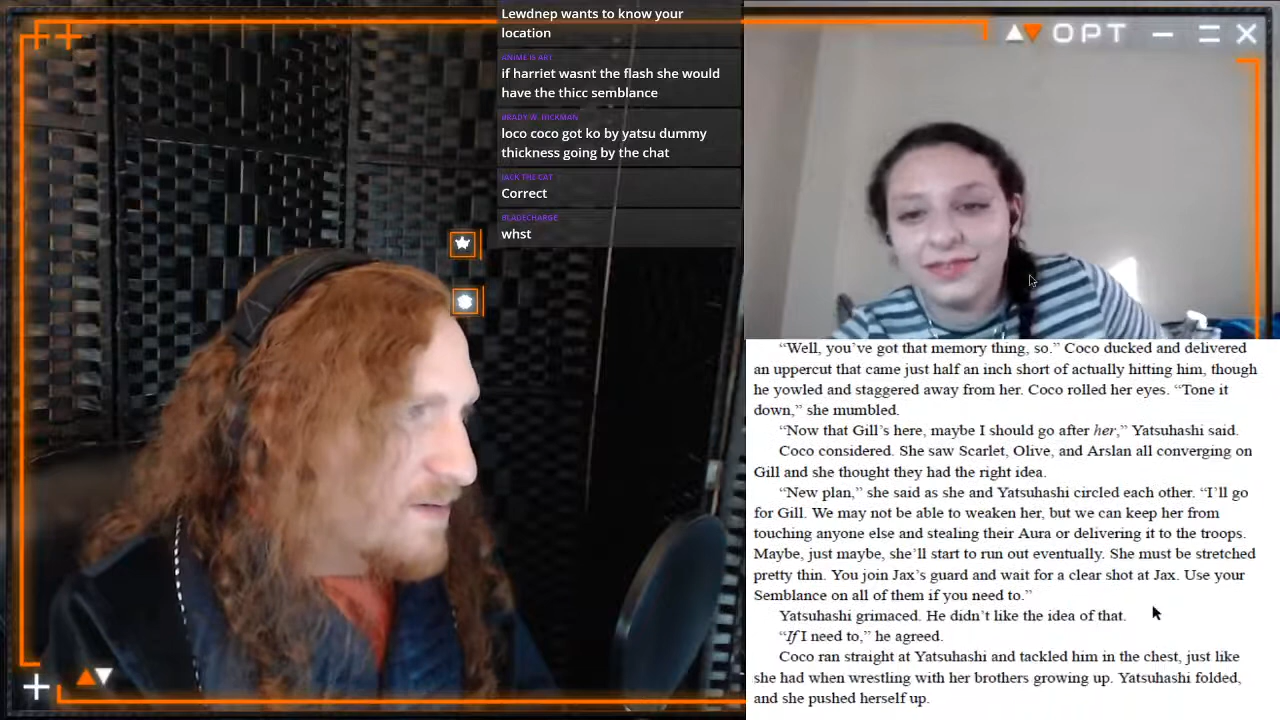 Lewdnep wants to know your
location
ANIME IS ART
if harriet wasnt the flash she would
have the thicc semblance
BRADY W. HICKMAN
loco coco got ko by yatsu dummy
thickness going by the chat
JACK THE CAT
Correct
BLADECHARGE
whst
OPT
“Well, you’ve got that memory thing, so.” Coco ducked and delivered
an uppercut that came just half an inch short of actually hitting him, though
he yowled and staggered away from her. Coco rolled her eyes. “Tone it
down,” she mumbled.
“Now that Gill’s here, maybe I should go after her,” Yatsuhashi said.
Coco considered. She saw Scarlet, Olive, and Arslan all converging on
Gill and she thought they had the right idea.
“New plan,” she said as she and Yatsuhashi circled each other. “I’ll go
for Gill. We may not be able to weaken her, but we can keep her from
touching anyone else and stealing their Aura or delivering it to the troops.
Maybe, just maybe, she’ll start to run out eventually. She must be stretched
pretty thin. You join Jax’s guard and wait for a clear shot at Jax. Use your
Semblance on all of them if you need to.”
Yatsuhashi grimaced. He didn’t like the idea of that.
“If I need to,” he agreed.
Coco ran straight at Yatsuhashi and tackled him in the chest, just like
she had when wrestling with her brothers growing up. Yatsuhashi folded,
and she pushed herself up.